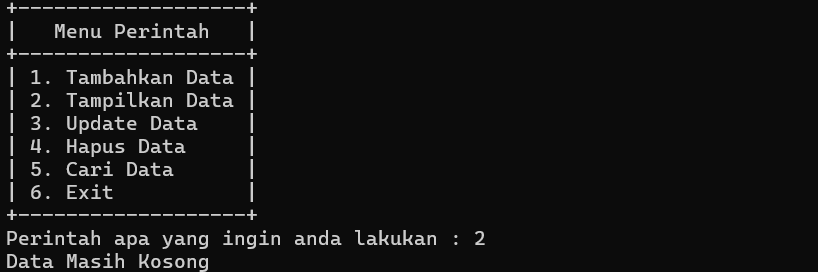 +-------------------+
|   Menu Perintah   |
+-------------------+
| 1. Tambahkan Data |
| 2. Tampilkan Data |
| 3. Update Data    |
| 4. Hapus Data     |
| 5. Cari Data      |
| 6. Exit           |
+-------------------+
Perintah apa yang ingin anda lakukan : 2
Data Masih Kosong